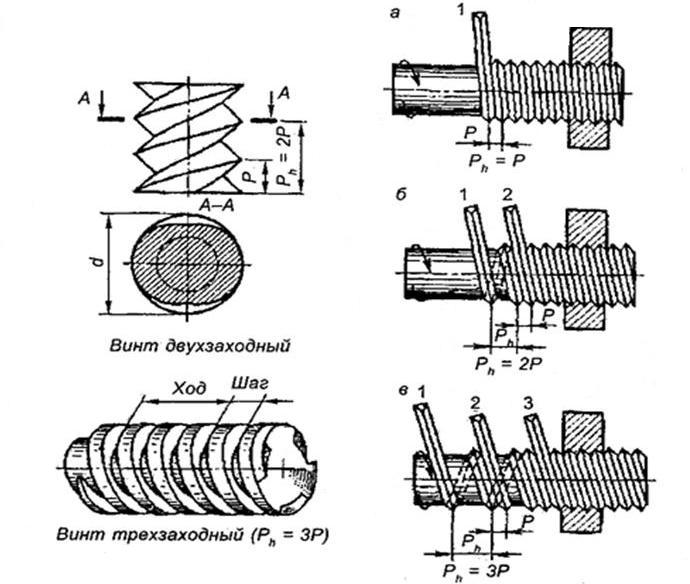 А А
P
Ph = 2P
А–А
d
Винт двухзаходный
Ход Шаг
Винт трехзаходный (Ph = 3P)
а
1
P
Ph = P
б
1 2
P
Ph
Ph = 2P
в
1 2 3
P
Ph
Ph = 3P